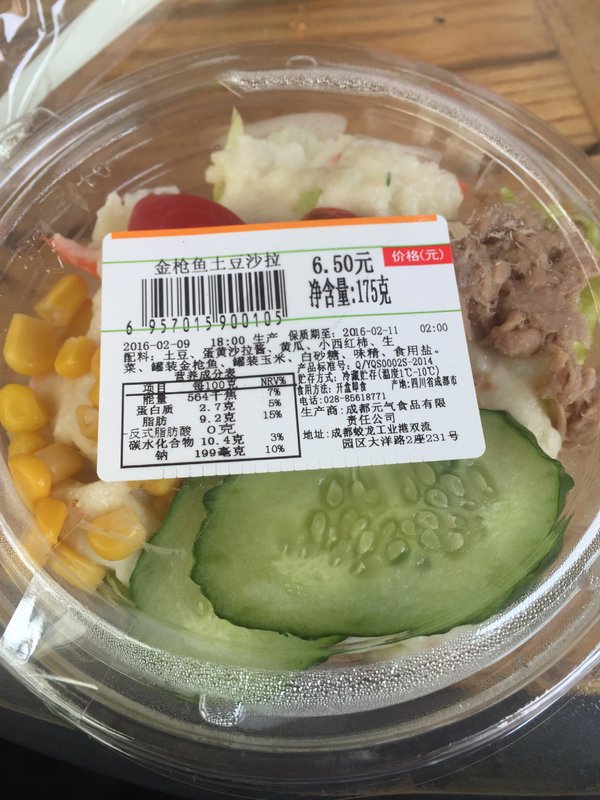 金枪鱼土豆沙拉
6.50元
价格(元)
净含量:175克
6 957015 900105
2016-02-09 18:00 生产 保质期至: 2016-02-11 02:00
配料: 土豆、蛋黄沙拉酱、黄瓜、小西红柿、生
菜、罐装金枪鱼、罐装玉米、白砂糖、味精、食用盐。
营养成分表
项目 每100克 NRV%
能量 564千焦 7%
蛋白质 2.7克 5%
脂肪 9.2克 15%
-反式脂肪酸 0克
碳水化合物 10.4克 3%
钠 199毫克 10%
产品标准号: Q/YQS0002S-2014
贮存方式: 冷藏贮存(温度1℃-10℃)
食用方法: 开盒即食 产地:四川省成都市
电话:028-85618771
生产商:成都元气食品有限
责任公司
地址:成都蛟龙工业港双流
园区大洋路2座231号